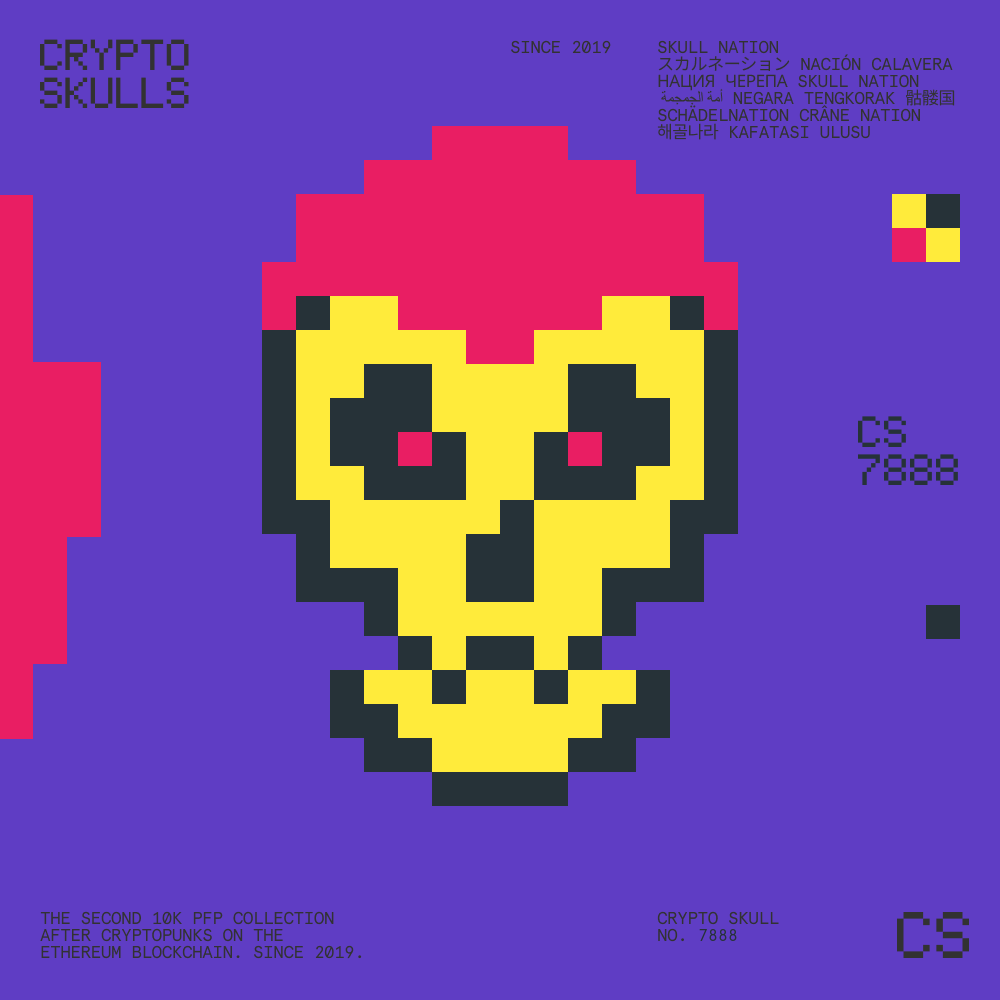 CRYPTO
SKULLS
SINCE 2019
SKULL NATION
スカルネーション NACIÓN CALAVERA
НАЦИЯ ЧЕРЕПА SKULL NATION
أمة الجمجمة NEGARA TENGKORAK 骷髅国
SCHÄDELNATION CRÂNE NATION
해골나라 KAFATASI ULUSU
CS
7888
THE SECOND 10K PFP COLLECTION
AFTER CRYPTOPUNKS ON THE
ETHEREUM BLOCKCHAIN. SINCE 2019.
CRYPTO SKULL
NO. 7888
CS